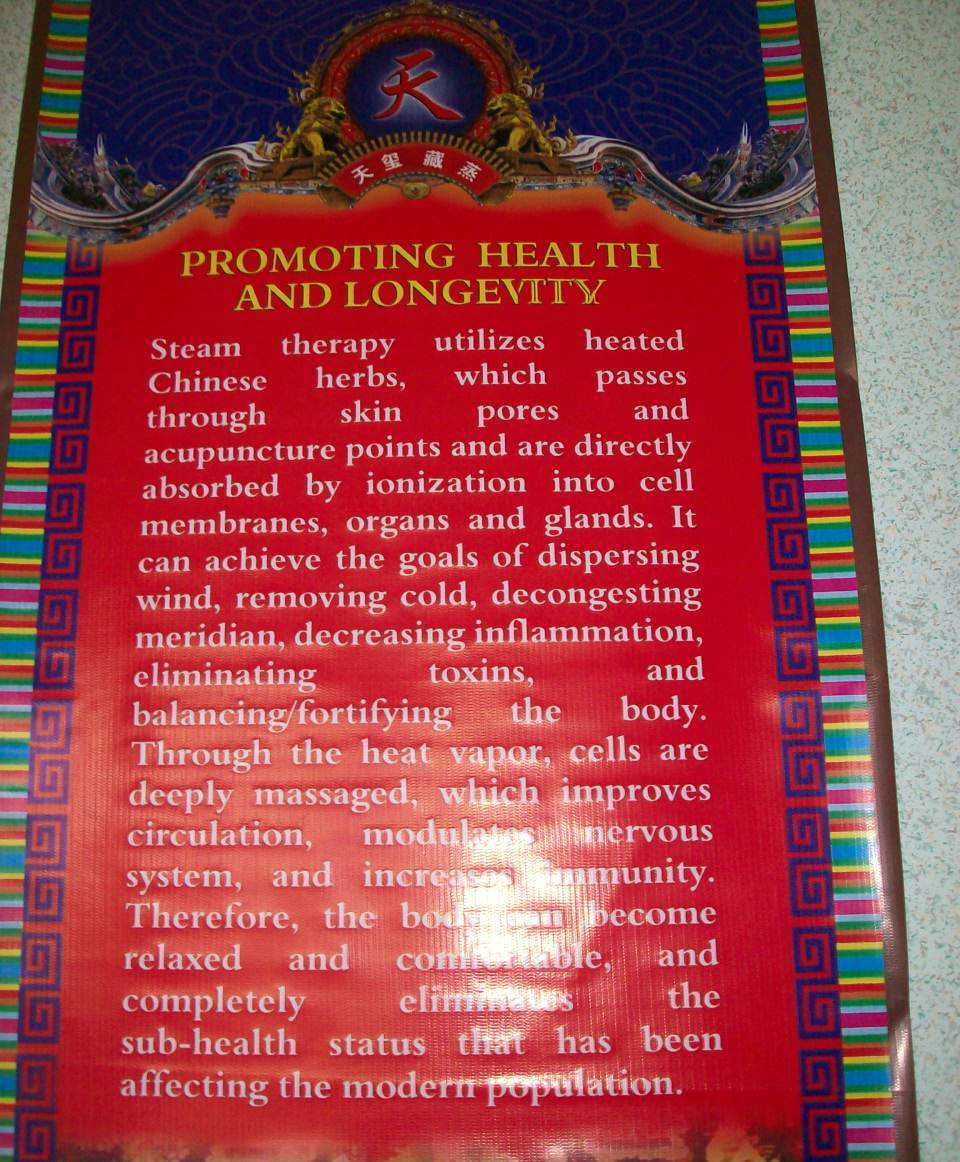 天
天玺藏蒸
PROMOTING HEALTH
AND LONGEVITY
Steam therapy utilizes heated
Chinese herbs, which passes
through skin pores and
acupuncture points and are directly
absorbed by ionization into cell
membranes, organs and glands. It
can achieve the goals of dispersing
wind, removing cold, decongesting
meridian, decreasing inflammation,
eliminating toxins, and
balancing/fortifying the body.
Through the heat vapor, cells are
deeply massaged, which improves
circulation, modulates nervous
system, and increases immunity.
Therefore, the body can become
relaxed and comfortable, and
completely eliminates the
sub-health status that has been
affecting the modern population.